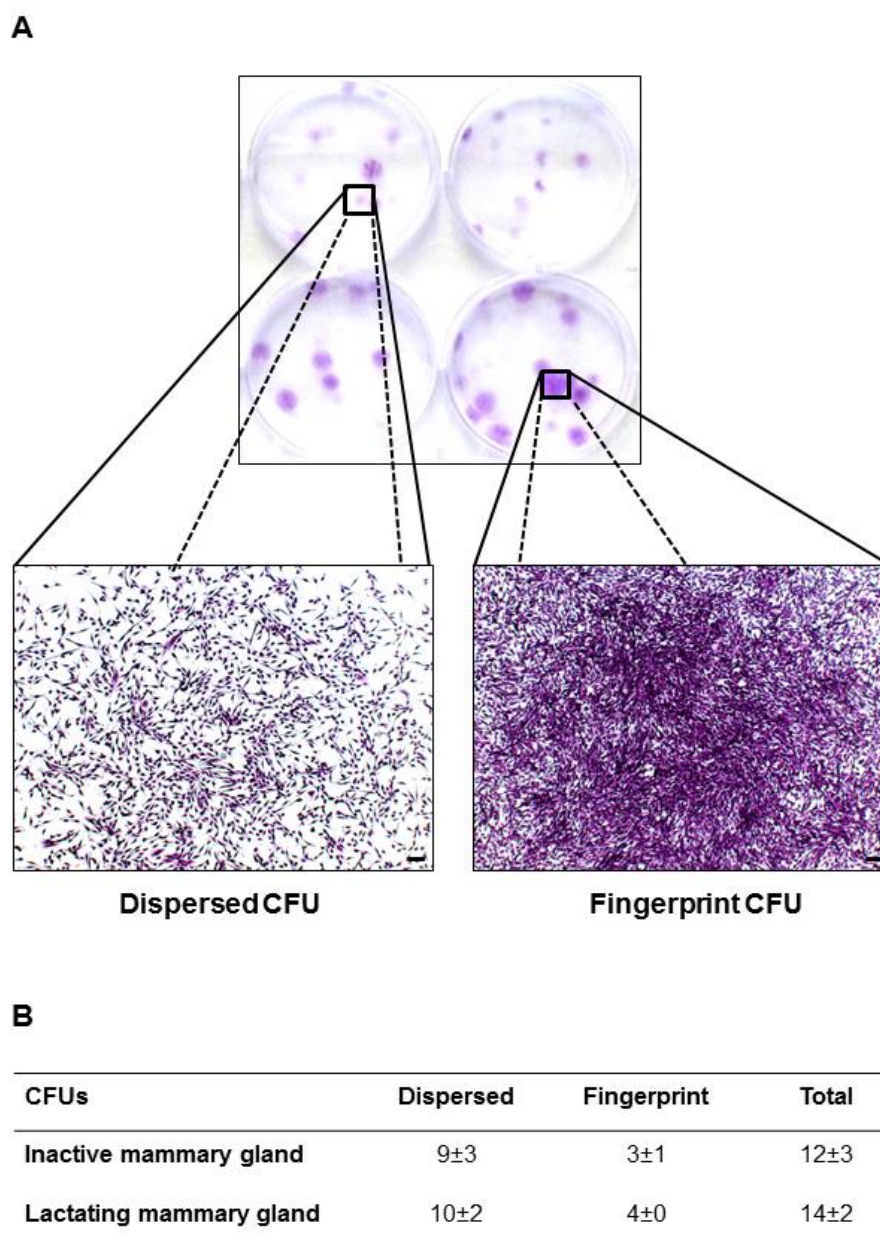 A
Dispersed CFU Fingerprint CFU
B
CFUs Dispersed Fingerprint Total
Inactive mammary gland 9±3 3±1 12±3
Lactating mammary gland 10±2 4±0 14±2